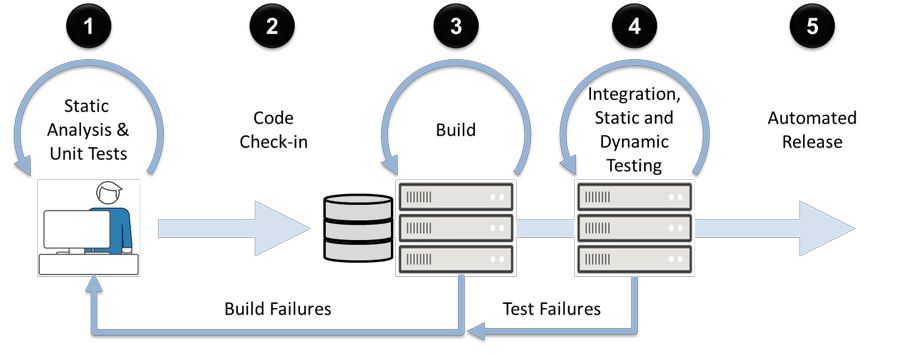 1
2
3
4
5
Static
Analysis &
Unit Tests
Code
Check-in
Build
Integration,
Static and
Dynamic
Testing
Automated
Release
Build Failures
Test Failures